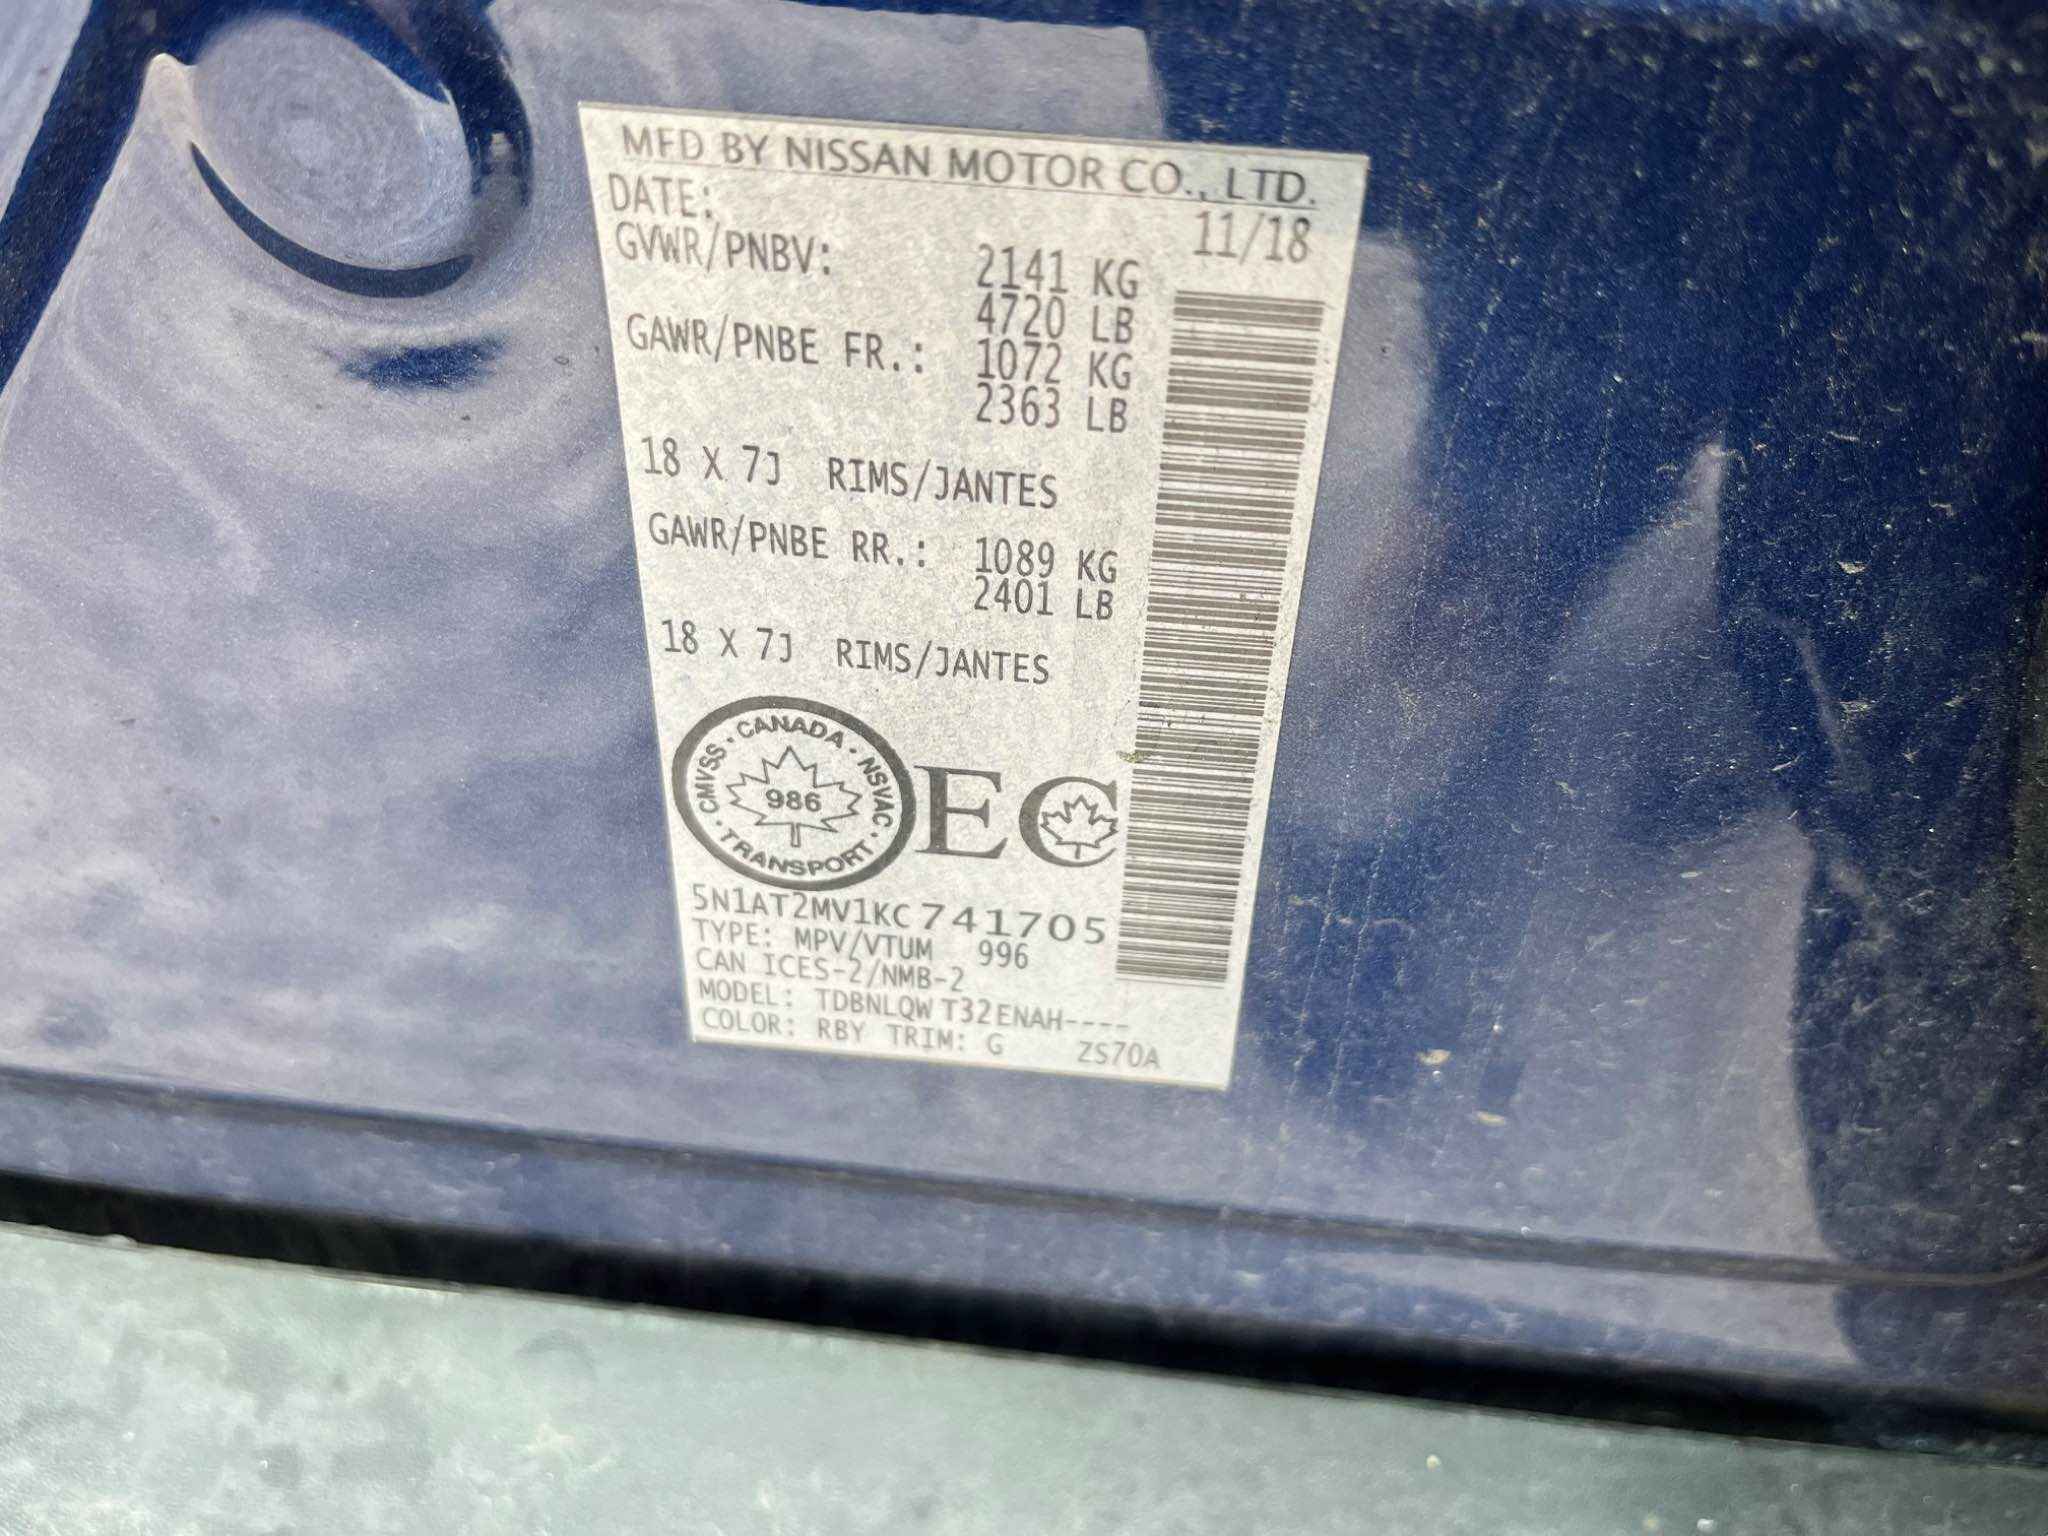 MFD BY NISSAN MOTOR CO., LTD.
DATE: 11/18
GVWR/PNBV: 2141 KG
4720 LB
GAWR/PNBE FR.: 1072 KG
2363 LB
18 X 7J RIMS/JANTES
GAWR/PNBE RR.: 1089 KG
2401 LB
18 X 7J RIMS/JANTES
CMVSS · CANADA · NSVAC · TRANSPORT ·
986
EC
5N1AT2MV1KC741705
TYPE: MPV/VTUM 996
CAN ICES-2/NMB-2
MODEL: TDBNLQW T32ENAH----
COLOR: RBY TRIM: G ZS70A